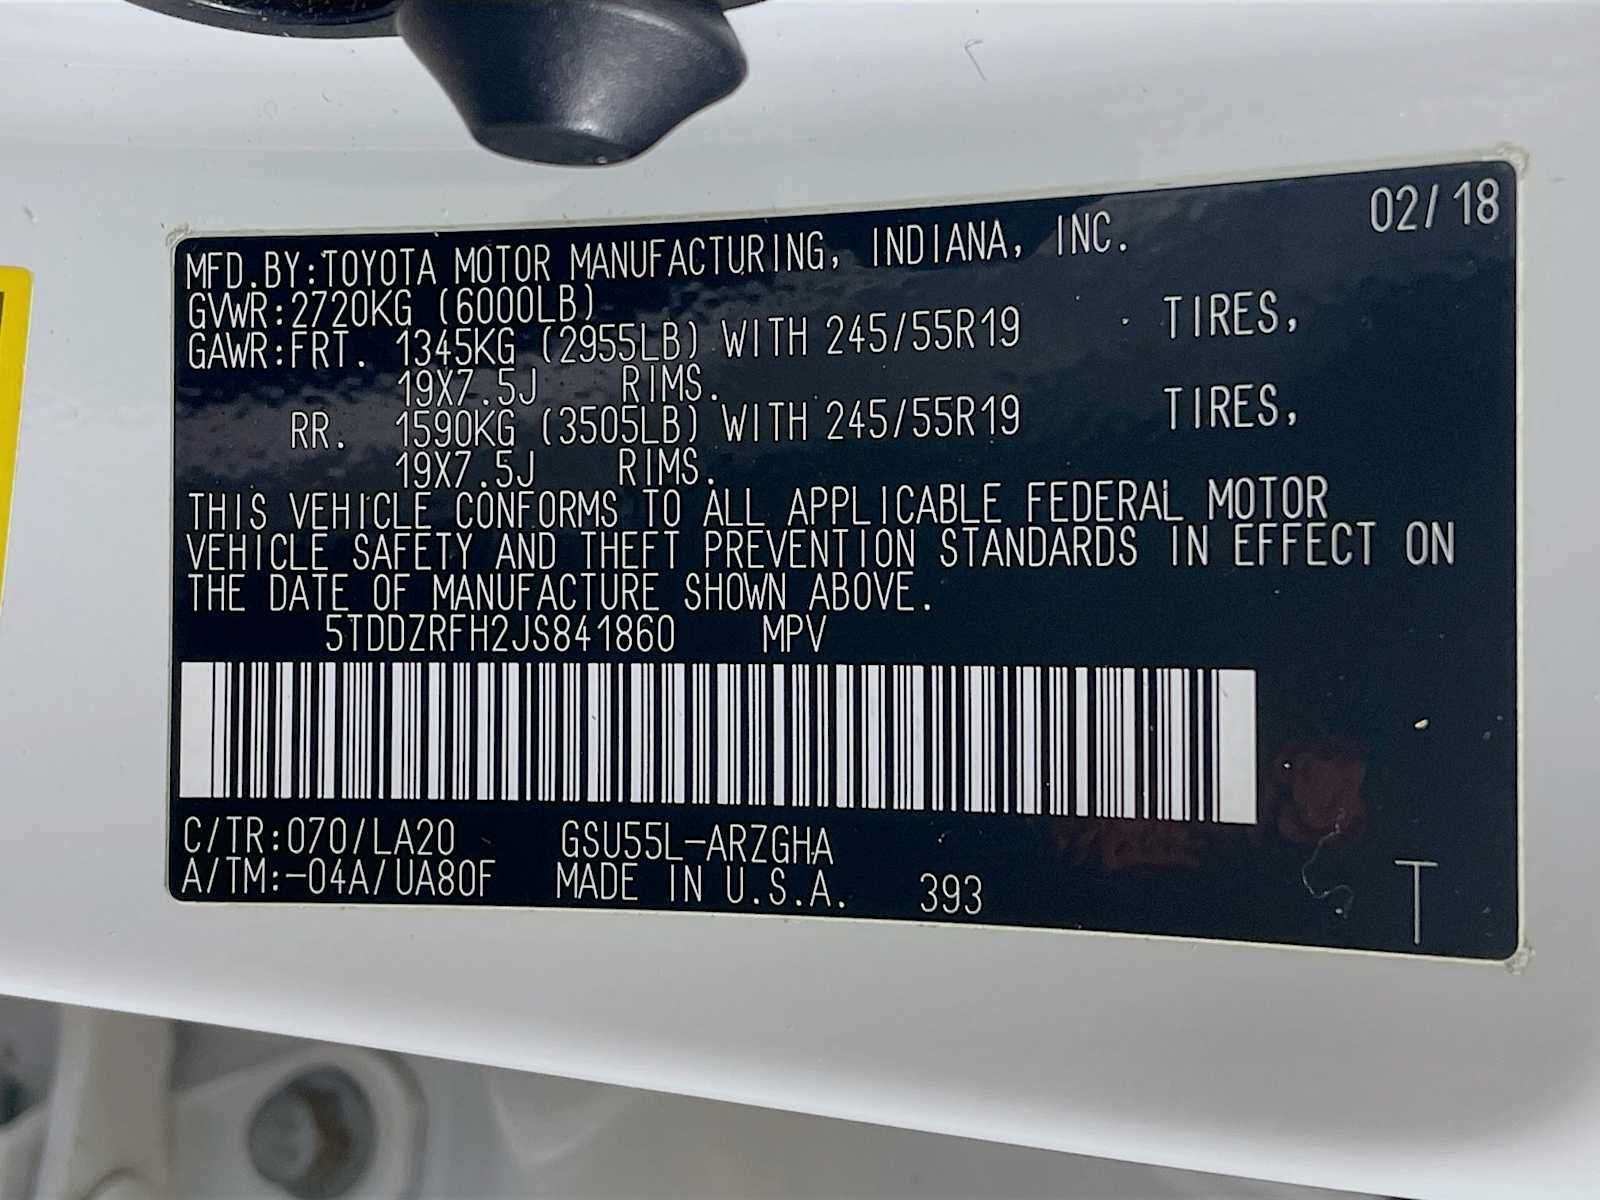 02/18
MFD.BY:TOYOTA MOTOR MANUFACTURING, INDIANA, INC.
GVWR:2720KG (6000LB)
GAWR:FRT. 1345KG (2955LB) WITH 245/55R19 TIRES,
19X7.5J RIMS.
RR. 1590KG (3505LB) WITH 245/55R19 TIRES,
19X7.5J RIMS.
THIS VEHICLE CONFORMS TO ALL APPLICABLE FEDERAL MOTOR
VEHICLE SAFETY AND THEFT PREVENTION STANDARDS IN EFFECT ON
THE DATE OF MANUFACTURE SHOWN ABOVE.
5TDDZRFH2JS841860 MPV
C/TR:070/LA20 GSU55L-ARZGHA
A/TM:-04A/UA80F MADE IN U.S.A. 393
T